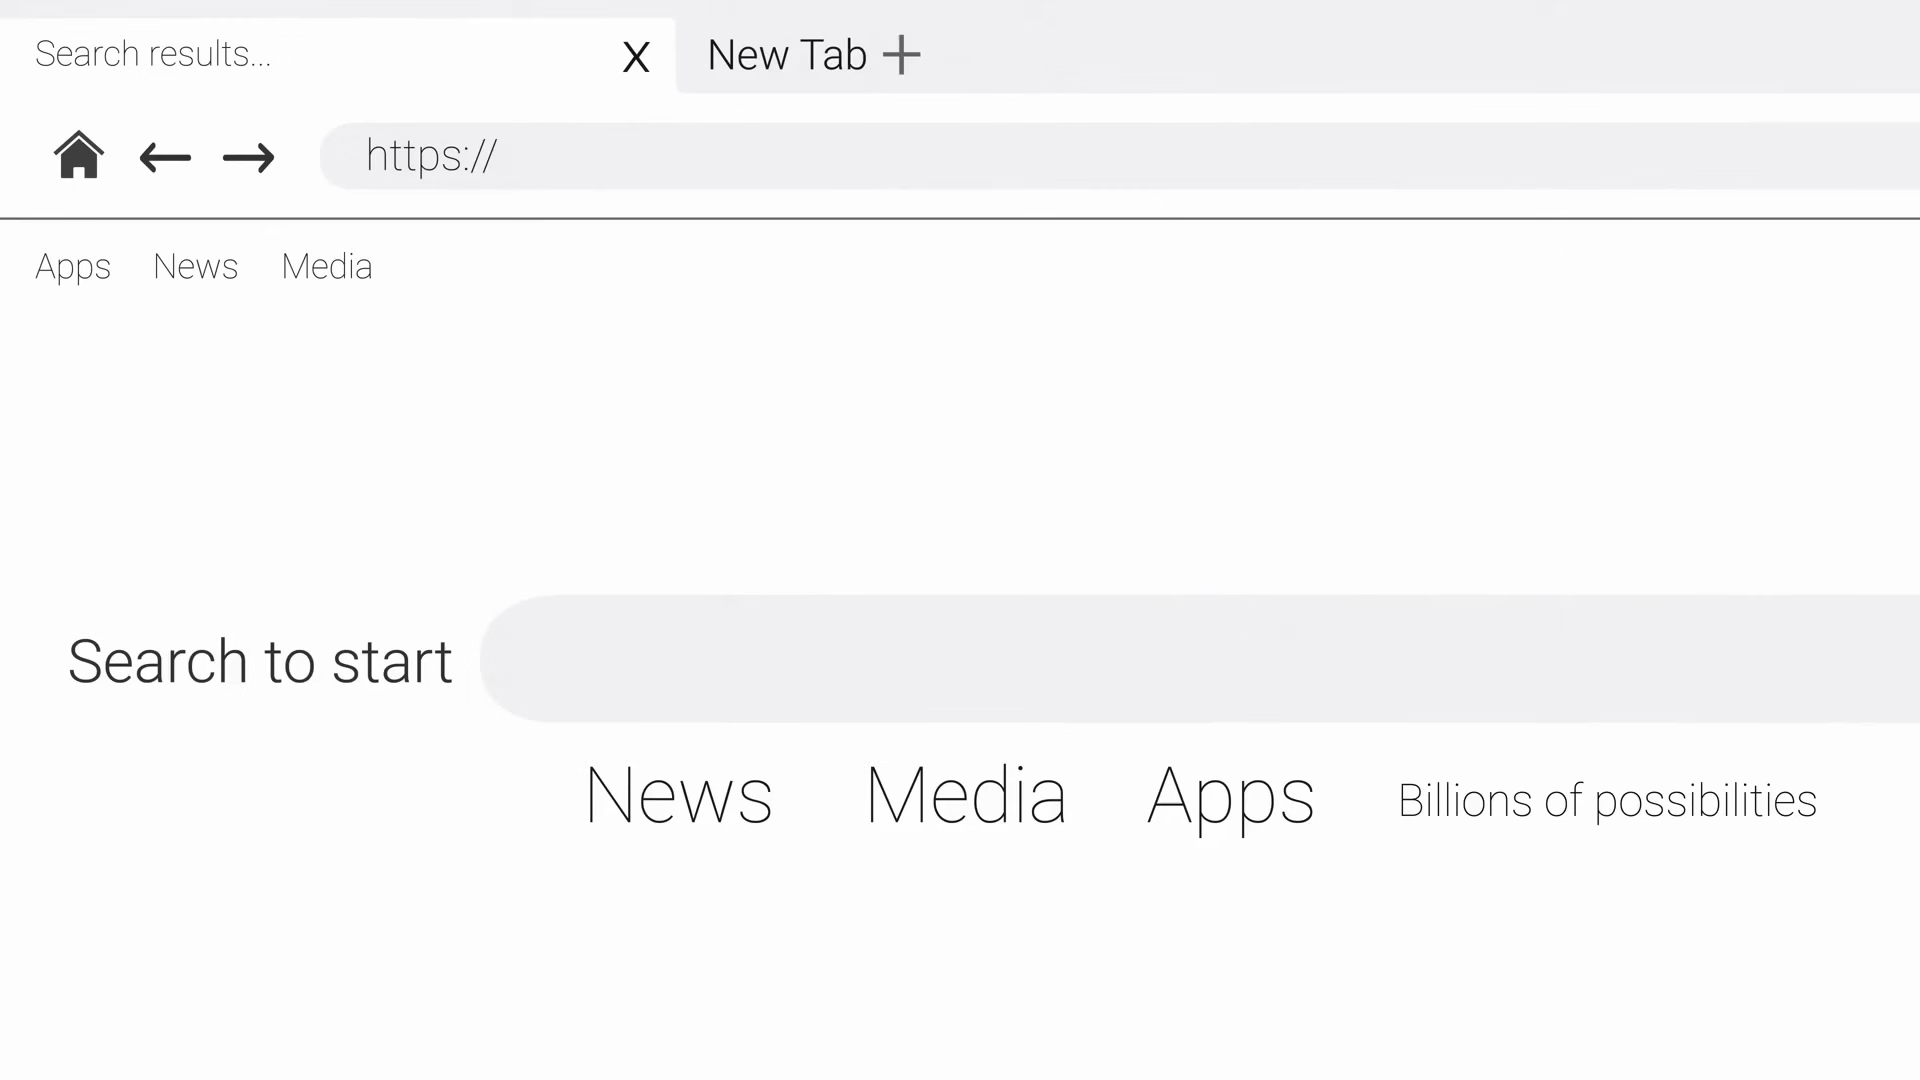 Search results...
X
New Tab +
https://
Apps News Media
Search to start
News Media Apps Billions of possibilities